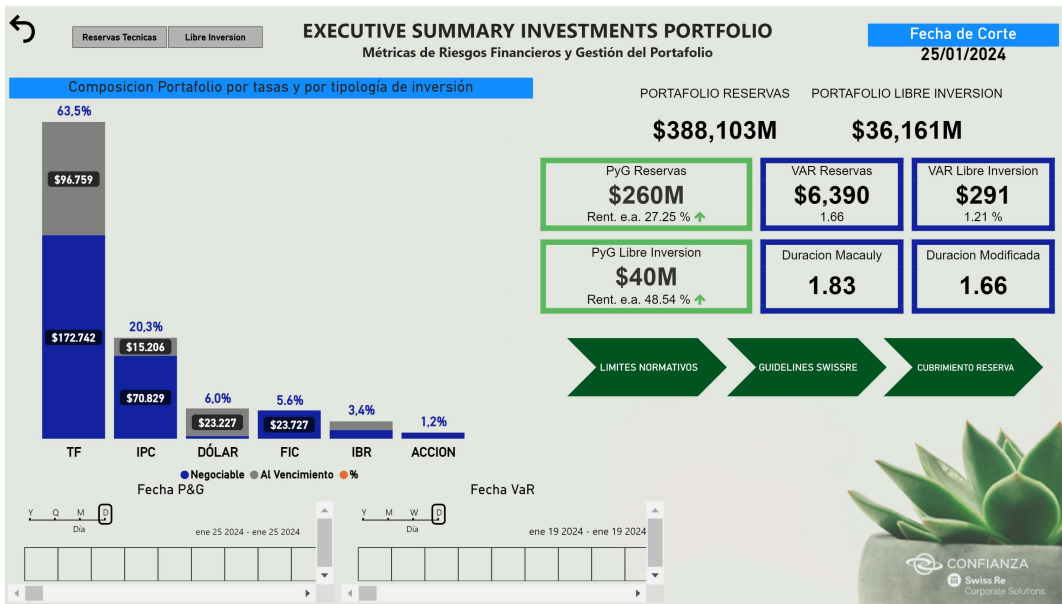 Reservas Tecnicas
Libre Inversion
EXECUTIVE SUMMARY INVESTMENTS PORTFOLIO
Métricas de Riesgos Financieros y Gestión del Portafolio
Fecha de Corte
25/01/2024
Composicion Portafolio por tasas y por tipología de inversión
63,5%
$96.759
$172.742
20,3%
$15.206
$70.829
6,0%
$23.227
5.6%
$23.727
3,4%
1,2%
TF IPC DÓLAR FIC IBR ACCION
Negociable Al Vencimiento %
PORTAFOLIO RESERVAS
$388,103M
PORTAFOLIO LIBRE INVERSION
$36,161M
PyG Reservas
$260M
Rent. e.a. 27.25 %
VAR Reservas
$6,390
1.66
VAR Libre Inversion
$291
1.21 %
PyG Libre Inversion
$40M
Rent. e.a. 48.54 %
Duracion Macauly
1.83
Duracion Modificada
1.66
LIMITES NORMATIVOS
GUIDELINES SWISSRE
CUBRIMIENTO RESERVA
Fecha P&G
Y Q M D
Día
ene 25 2024 - ene 25 2024
Fecha VaR
Y M W D
Día
ene 19 2024 - ene 19 2024
CONFIANZA
Swiss Re
Corporate Solutions